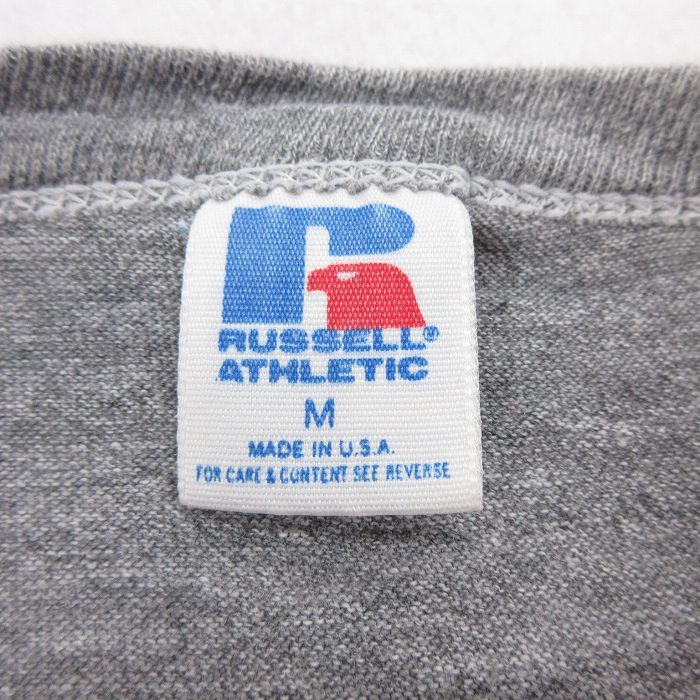 RUSSELL®
ATHLETIC
M
MADE IN U.S.A.
FOR CARE & CONTENT SEE REVERSE